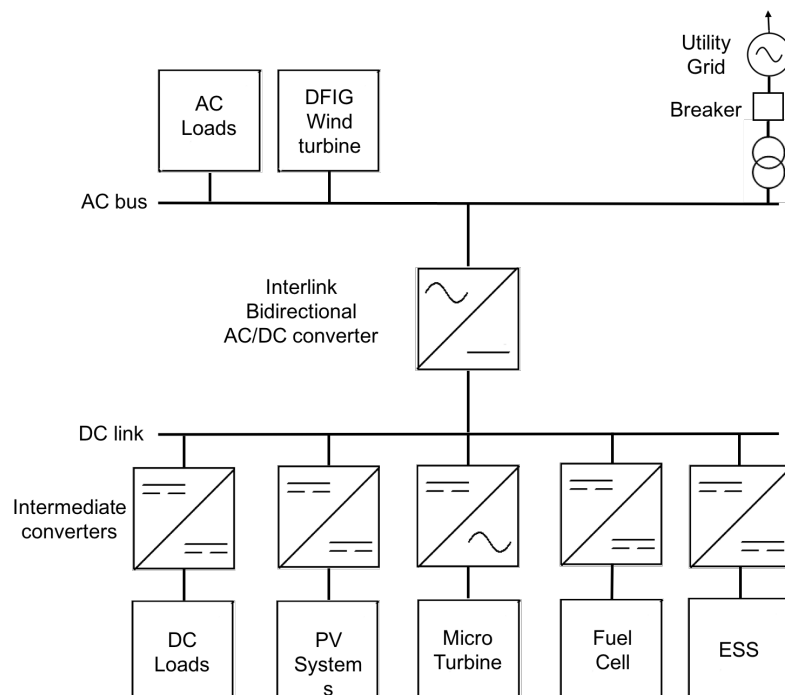 Utility
Grid
AC
Loads
DFIG
Wind
turbine
Breaker
AC bus
Interlink
Bidirectional
AC/DC converter
DC link
Intermediate
converters
DC
Loads
PV
System
s
Micro
Turbine
Fuel
Cell
ESS